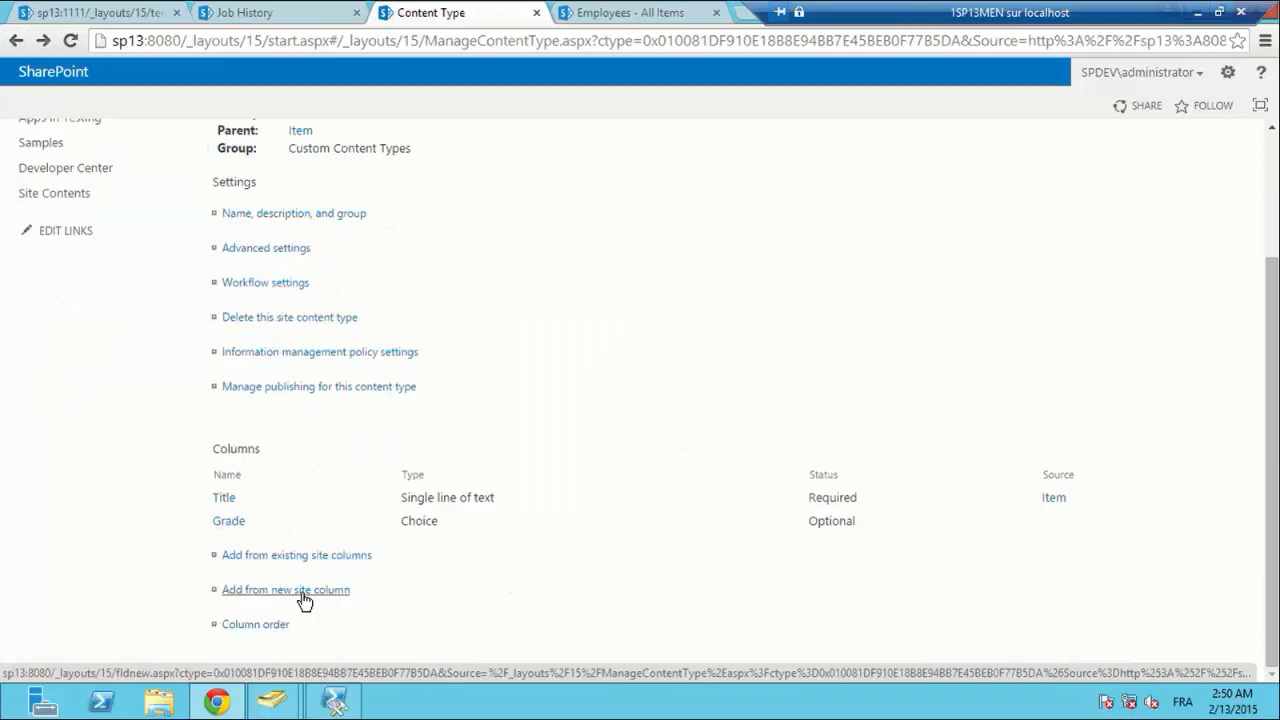 sp13:1111/_layouts/15/te
Job History
Content Type
Employees - All Items
1SP13MEN sur localhost
sp13:8080/_layouts/15/start.aspx#/_layouts/15/ManageContentType.aspx?ctype=0x010081DF910E18B8E94BB7E45BEB0F77B5DA&Source=http%3A%2F%2Fsp13%3A808
SharePoint
SPDEV\administrator
SHARE
FOLLOW
Apps in Testing
Samples
Developer Center
Site Contents
EDIT LINKS
Parent: Item
Group: Custom Content Types
Settings
Name, description, and group
Advanced settings
Workflow settings
Delete this site content type
Information management policy settings
Manage publishing for this content type
Columns
Name Type Status Source
Title Single line of text Required Item
Grade Choice Optional
Add from existing site columns
Add from new site column
Column order
sp13:8080/_layouts/15/fldnew.aspx?ctype=0x010081DF910E18B8E94BB7E45BEB0F77B5DA&Source=%2F_layouts%2F15%2FManageContentType%2Easpx%3Fctype%3D0x010081DF910E18B8E94BB7E45BEB0F77B5DA%26Source%3Dhttp%253A%252F%252Fs...
FR
2:50 AM
2/13/2015